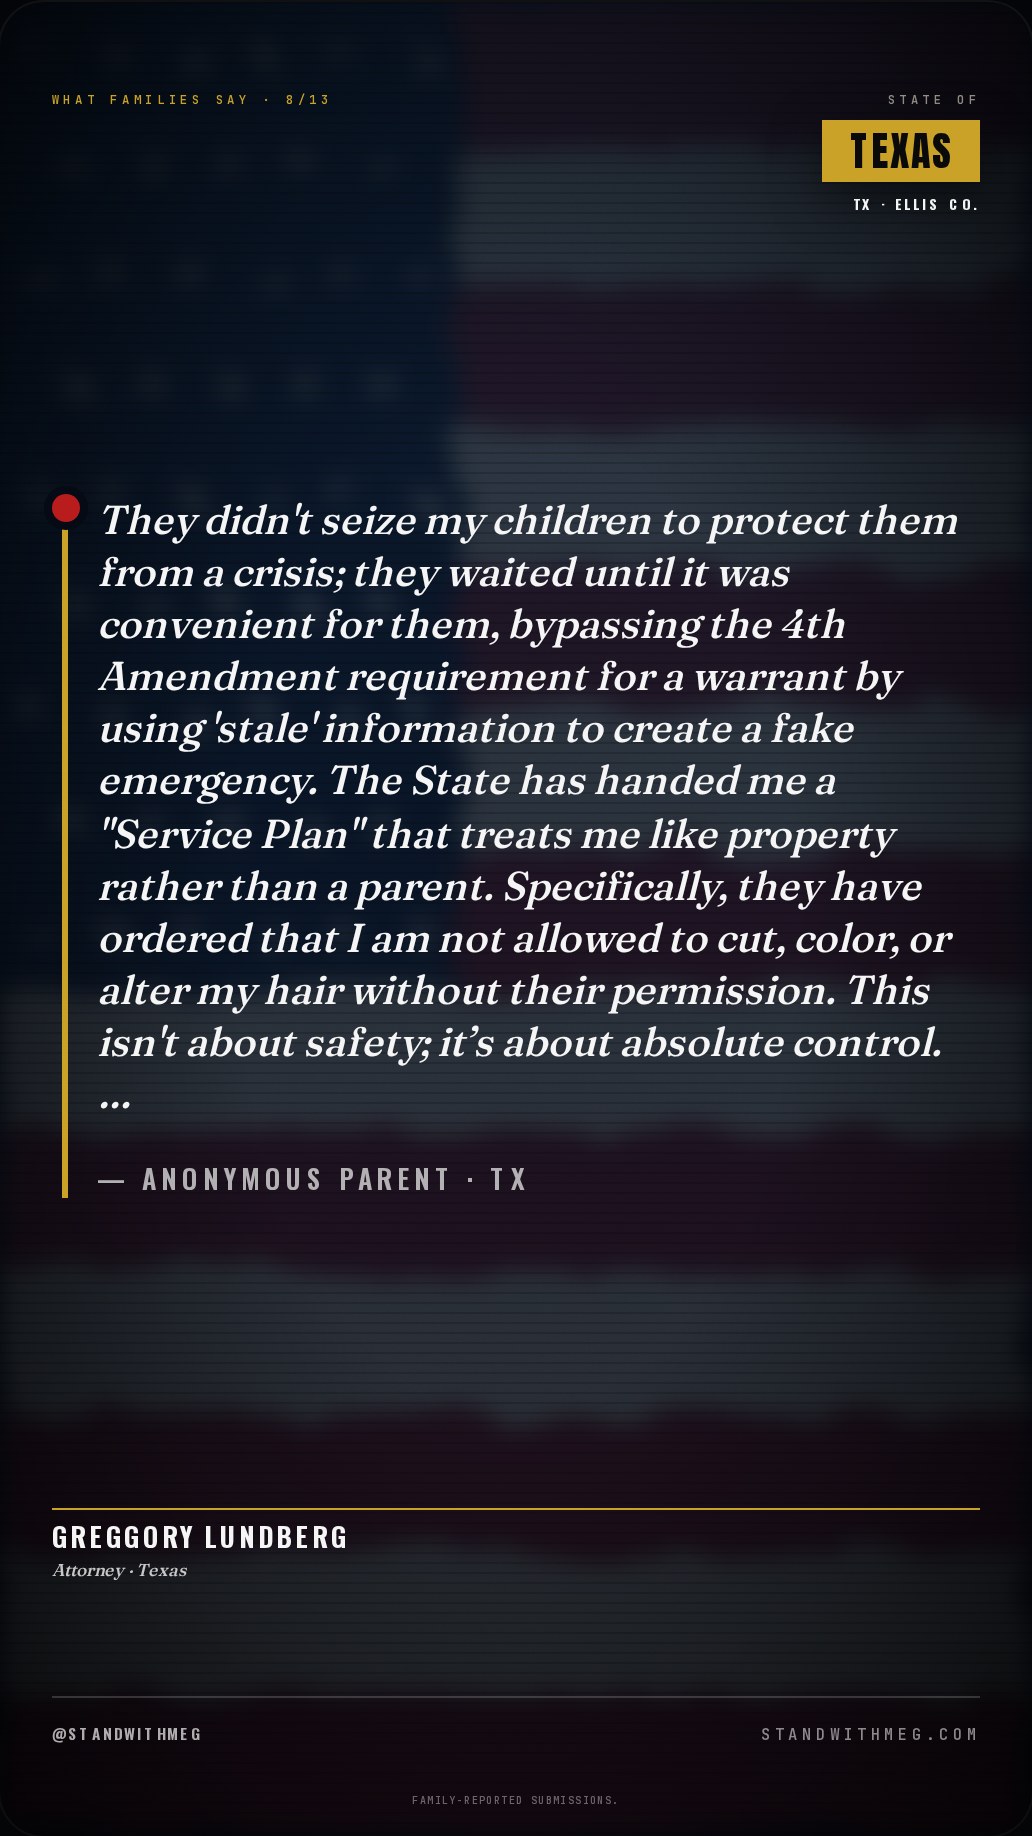 WHAT FAMILIES SAY · 8/13
STATE OF
TEXAS
TX · ELLIS CO.
They didn't seize my children to protect them
from a crisis; they waited until it was
convenient for them, bypassing the 4th
Amendment requirement for a warrant by
using 'stale' information to create a fake
emergency. The State has handed me a
"Service Plan" that treats me like property
rather than a parent. Specifically, they have
ordered that I am not allowed to cut, color, or
alter my hair without their permission. This
isn't about safety; it’s about absolute control.
...
— ANONYMOUS PARENT · TX
GREGGORY LUNDBERG
Attorney · Texas
@STANDWITHMEG
STANDWITHMEG.COM
FAMILY-REPORTED SUBMISSIONS.